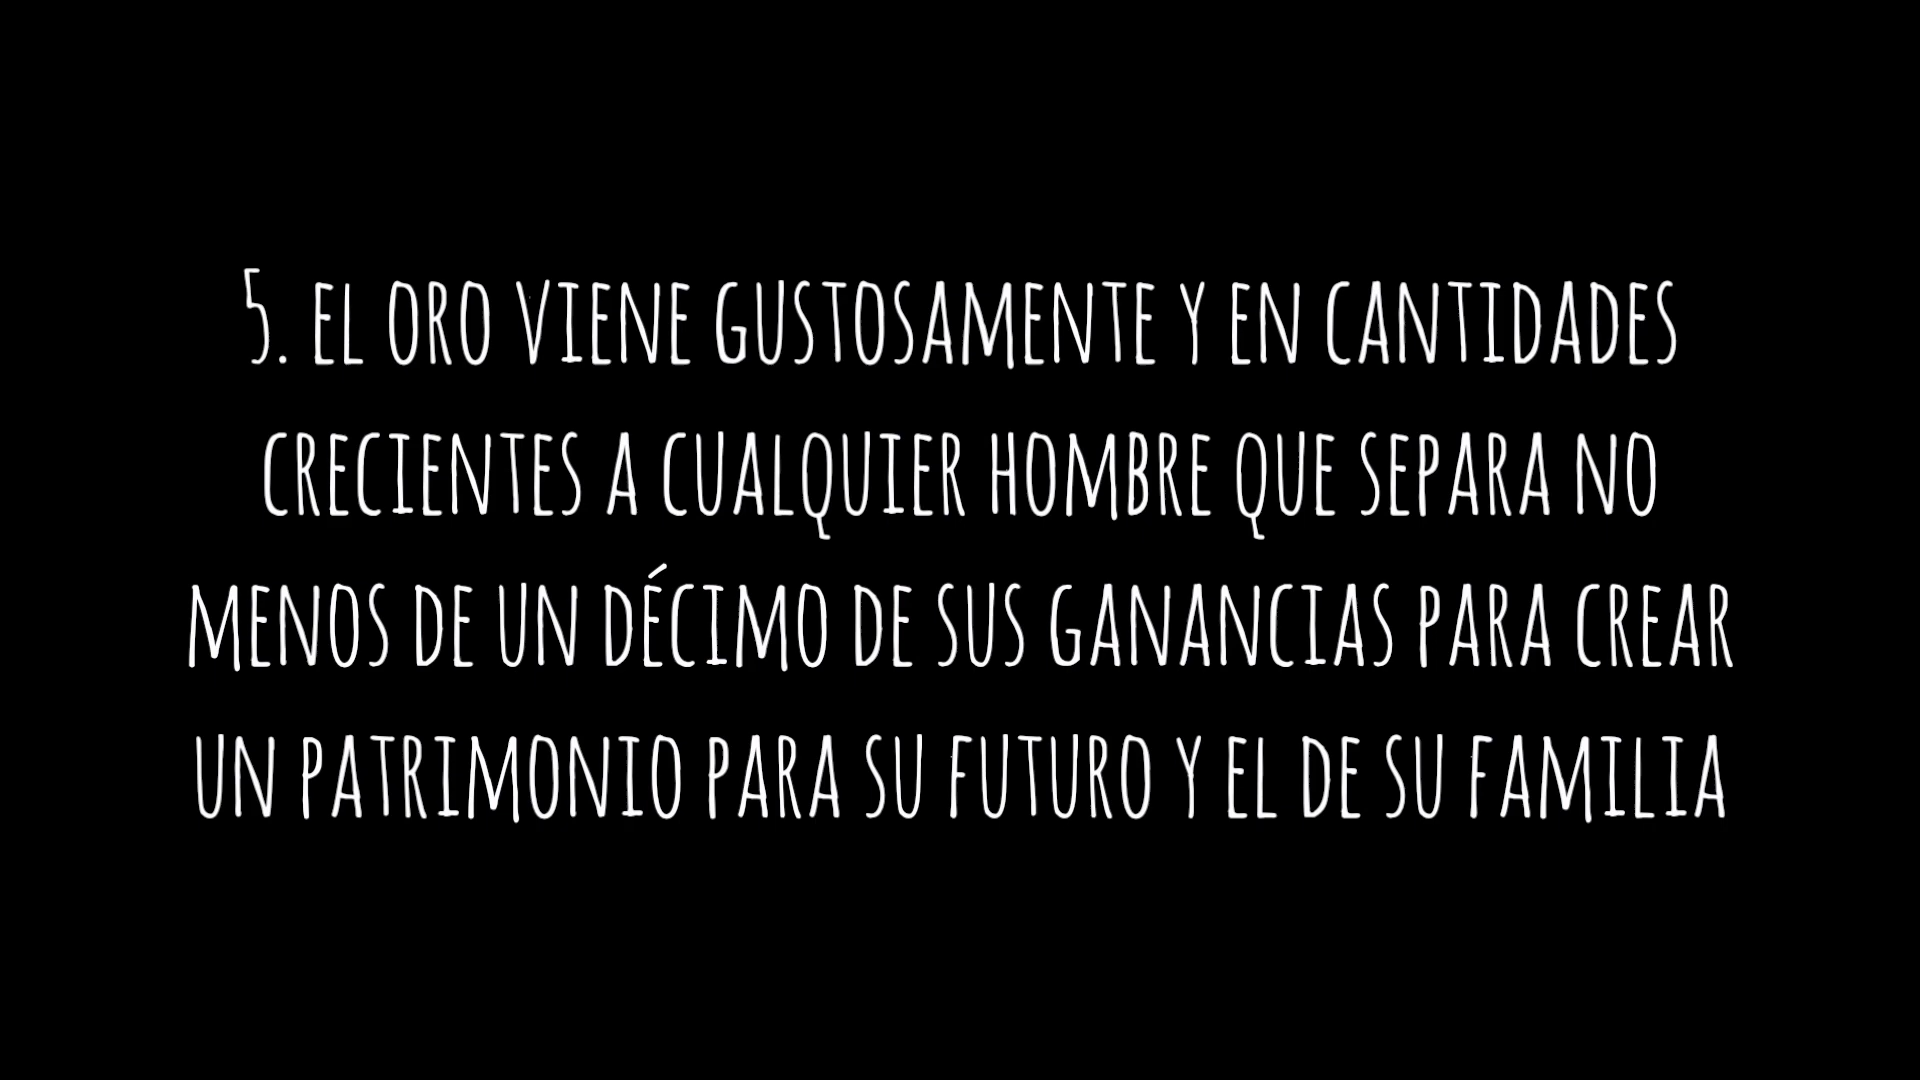 5. EL ORO VIENE GUSTOSAMENTE Y EN CANTIDADES
CRECIENTES A CUALQUIER HOMBRE QUE SEPARA NO
MENOS DE UN DÉCIMO DE SUS GANANCIAS PARA CREAR
UN PATRIMONIO PARA SU FUTURO Y EL DE SU FAMILIA